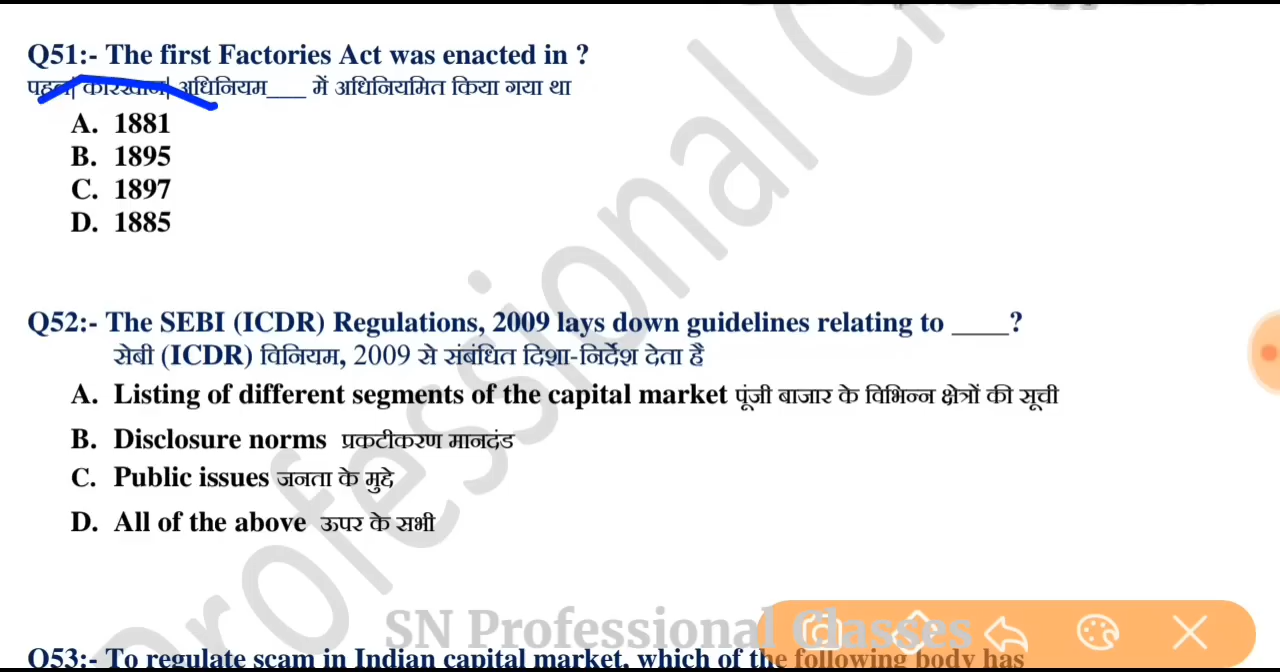 Q51:- The first Factories Act was enacted in ?
पहला कारखाना अधिनियम____ में अधिनियमित किया गया था
A. 1881
B. 1895
C. 1897
D. 1885
Q52:- The SEBI (ICDR) Regulations, 2009 lays down guidelines relating to ____?
सेबी (ICDR) विनियम, 2009 से संबंधित दिशा-निर्देश देता है
A. Listing of different segments of the capital market पूंजी बाजार के विभिन्न क्षेत्रों की सूची
B. Disclosure norms प्रकटीकरण मानदंड
C. Public issues जनता के मुद्दे
D. All of the above ऊपर के सभी
Professional Cl
SN Professional Classes
Q53:- To regulate scam in Indian capital market, which of the following body has